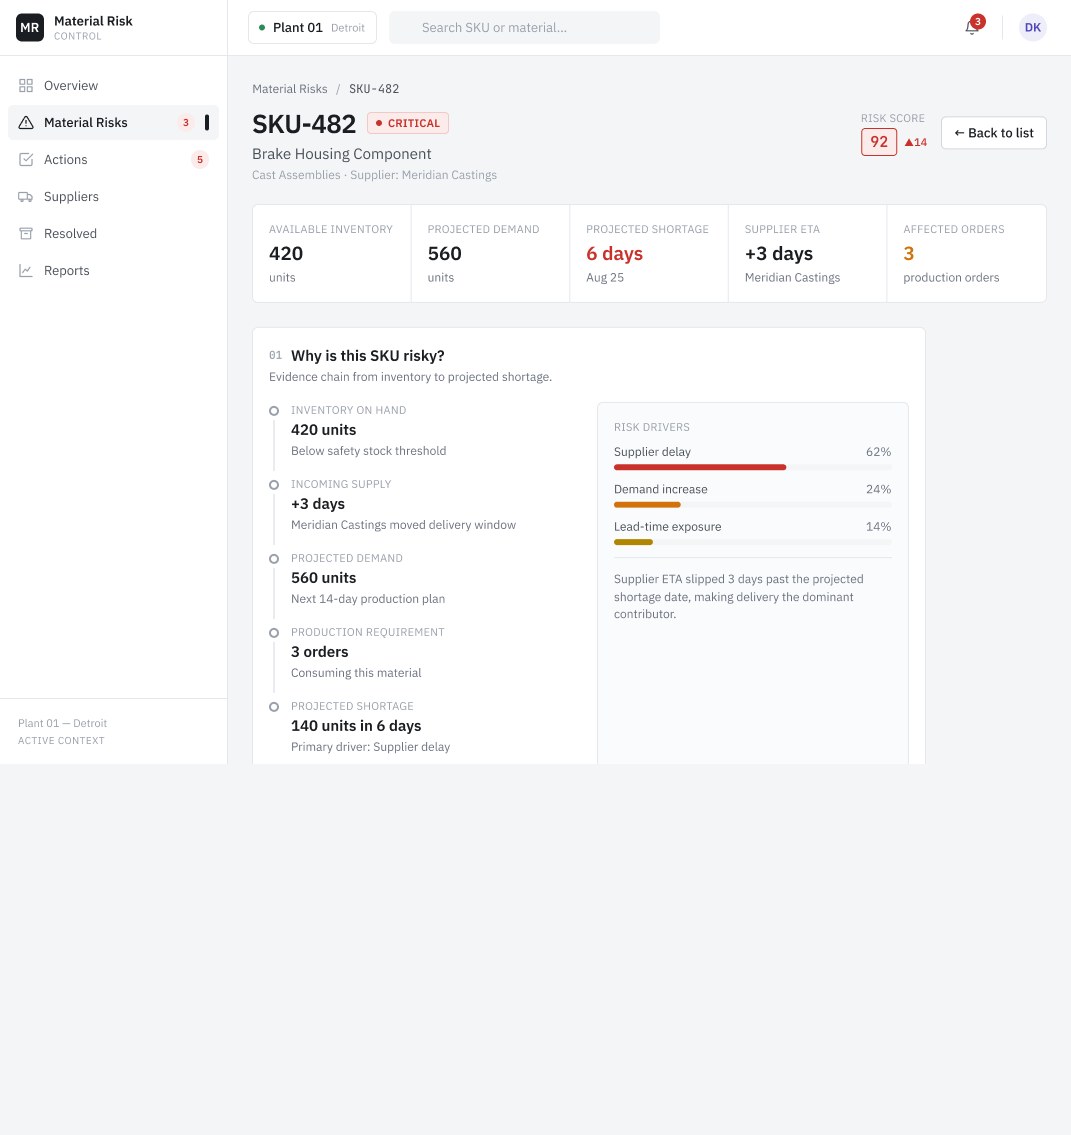 MR
Material Risk
CONTROL
Plant 01 Detroit
Search SKU or material...
3
DK
Overview
Material Risks 3
Actions 5
Suppliers
Resolved
Reports
Plant 01 — Detroit
ACTIVE CONTEXT
Material Risks / SKU-482
SKU-482 CRITICAL
Brake Housing Component
Cast Assemblies · Supplier: Meridian Castings
RISK SCORE
92 ▲14
← Back to list
AVAILABLE INVENTORY
420
units
PROJECTED DEMAND
560
units
PROJECTED SHORTAGE
6 days
Aug 25
SUPPLIER ETA
+3 days
Meridian Castings
AFFECTED ORDERS
3
production orders
01 Why is this SKU risky?
Evidence chain from inventory to projected shortage.
INVENTORY ON HAND
420 units
Below safety stock threshold
INCOMING SUPPLY
+3 days
Meridian Castings moved delivery window
PROJECTED DEMAND
560 units
Next 14-day production plan
PRODUCTION REQUIREMENT
3 orders
Consuming this material
PROJECTED SHORTAGE
140 units in 6 days
Primary driver: Supplier delay
RISK DRIVERS
Supplier delay 62%
Demand increase 24%
Lead-time exposure 14%
Supplier ETA slipped 3 days past the projected
shortage date, making delivery the dominant
contributor.